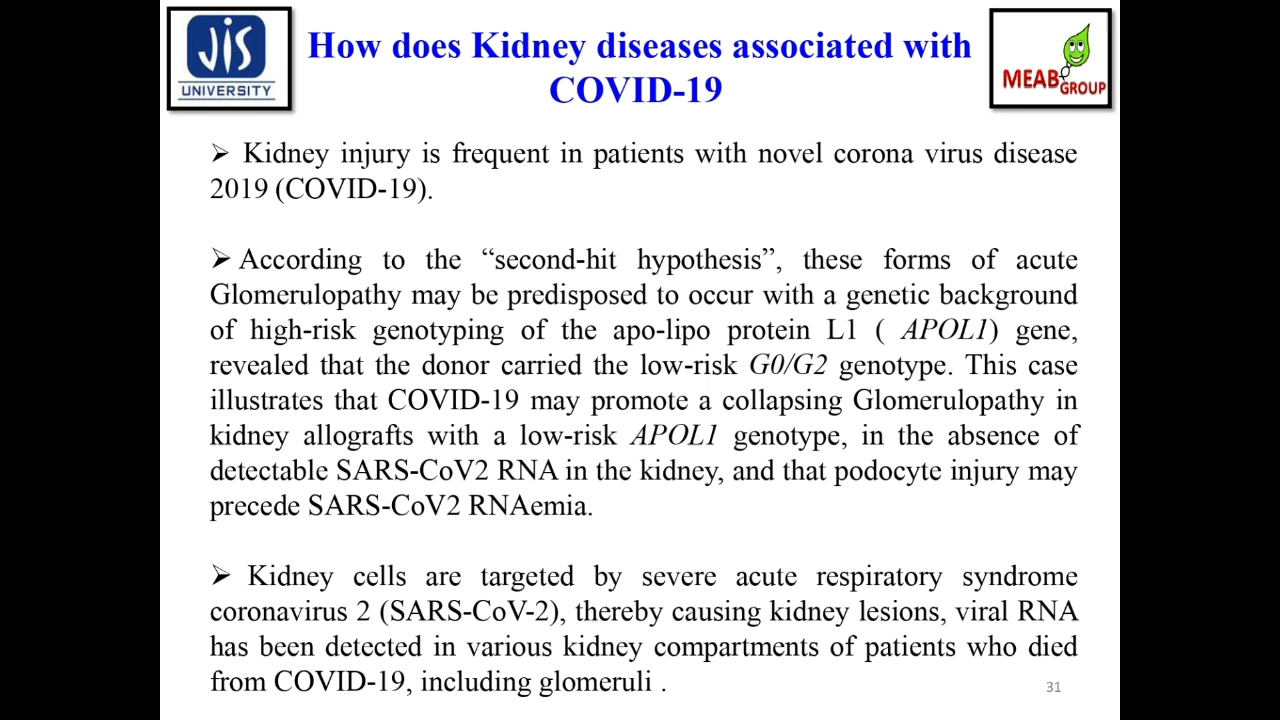 JIS
UNIVERSITY
How does Kidney diseases associated with
COVID-19
MEAB
GROUP
➢ Kidney injury is frequent in patients with novel corona virus disease
2019 (COVID-19).
➢ According to the “second-hit hypothesis”, these forms of acute
Glomerulopathy may be predisposed to occur with a genetic background
of high-risk genotyping of the apo-lipo protein L1 ( APOL1) gene,
revealed that the donor carried the low-risk G0/G2 genotype. This case
illustrates that COVID-19 may promote a collapsing Glomerulopathy in
kidney allografts with a low-risk APOL1 genotype, in the absence of
detectable SARS-CoV2 RNA in the kidney, and that podocyte injury may
precede SARS-CoV2 RNAemia.
➢ Kidney cells are targeted by severe acute respiratory syndrome
coronavirus 2 (SARS-CoV-2), thereby causing kidney lesions, viral RNA
has been detected in various kidney compartments of patients who died
from COVID-19, including glomeruli .
31